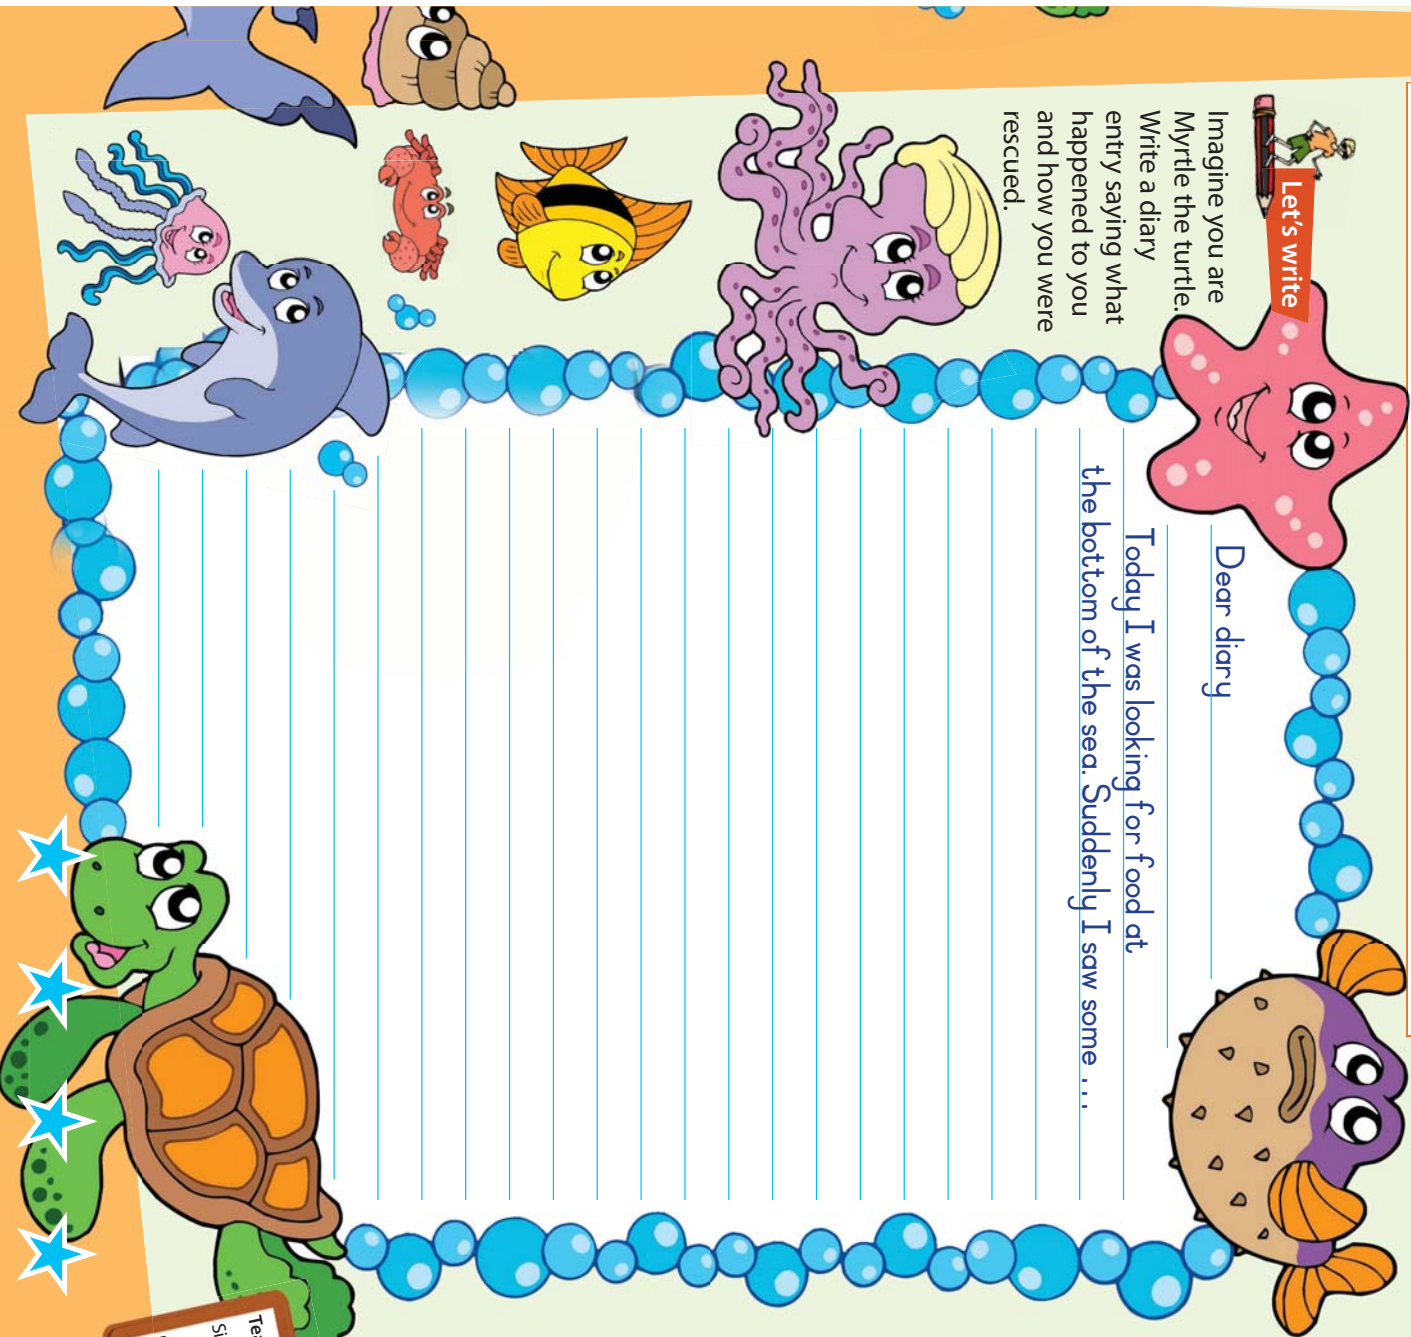 Let's write
Imagine you are
Myrtle the turtle.
Write a diary
entry saying what
happened to you
and how you were
rescued.
Dear diary
Today I was looking for food at
the bottom of the sea. Suddenly I saw some ....